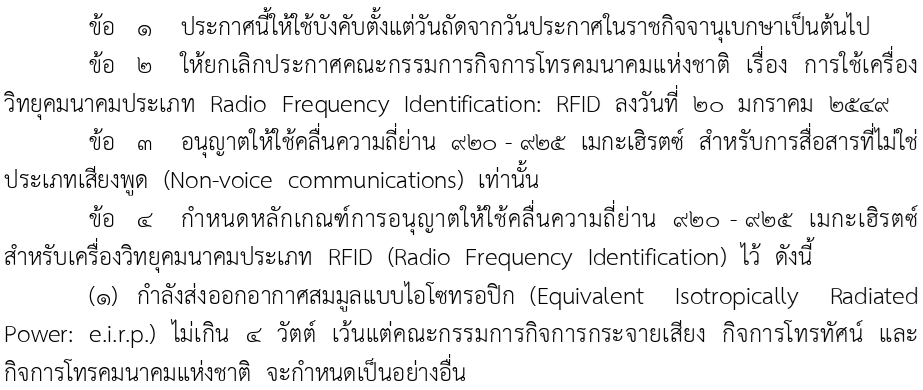 ข้อ ๑ ประกาศนี้ให้ใช้บังคับตั้งแต่วันถัดจากวันประกาศในราชกิจจานุเบกษาเป็นต้นไป
ข้อ ๒ ให้ยกเลิกประกาศคณะกรรมการกิจการโทรคมนาคมแห่งชาติ เรื่อง การใช้เครื่อง
วิทยุคมนาคมประเภท Radio Frequency Identification: RFID ลงวันที่ ๒๐ มกราคม ๒๕๔๙
ข้อ ๓ อนุญาตให้ใช้คลื่นความถี่ย่าน ๙๒๐ - ๙๒๕ เมกะเฮิรตซ์ สำหรับการสื่อสารที่ไม่ใช่
ประเภทเสียงพูด (Non-voice communications) เท่านั้น
ข้อ ๔ กำหนดหลักเกณฑ์การอนุญาตให้ใช้คลื่นความถี่ย่าน ๙๒๐ - ๙๒๕ เมกะเฮิรตซ์
สำหรับเครื่องวิทยุคมนาคมประเภท RFID (Radio Frequency Identification) ไว้ ดังนี้
(๑) กำลังส่งออกอากาศสมมูลแบบไอโซทรอปิก (Equivalent Isotropically Radiated
Power: e.i.r.p.) ไม่เกิน ๔ วัตต์ เว้นแต่คณะกรรมการกิจการกระจายเสียง กิจการโทรทัศน์ และ
กิจการโทรคมนาคมแห่งชาติ จะกำหนดเป็นอย่างอื่น